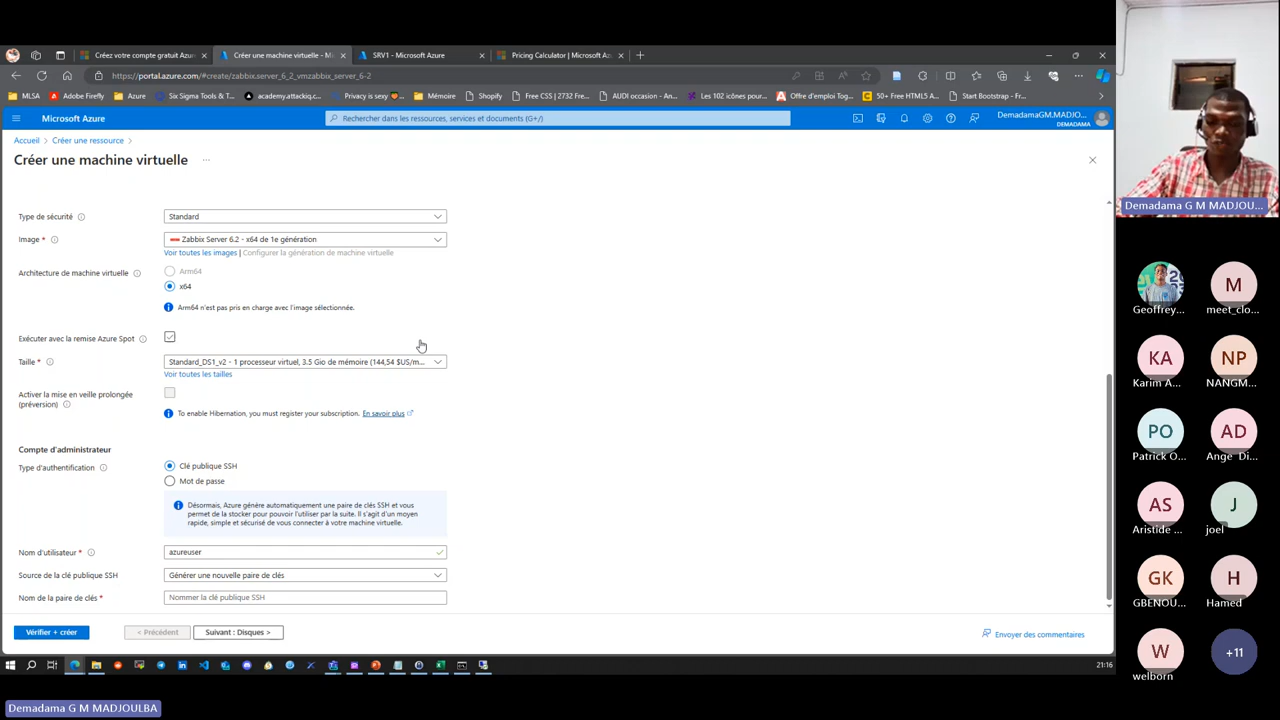 Créez votre compte gratuit Azure
Créer une machine virtuelle - Mi
SRV1 - Microsoft Azure
Pricing Calculator | Microsoft Az
https://portal.azure.com/#create/zabbix.server_6_2_vmzabbix_server_6-2
MLSA
Adobe Firefly
Azure
Six Sigma Tools & T...
academy.attackiq.c...
Privacy is sexy
Mémoire
Shopify
Free CSS | 2732 Free...
AUDI occasion - An...
Les 102 icônes pour...
Offre d'emploi Tog...
50+ Free HTML5 A...
Start Bootstrap - Fr...
Microsoft Azure
Rechercher dans les ressources, services et documents (G+/)
DemadamaGM.MADJO...
DEMADAMA
Accueil > Créer une ressource >
Créer une machine virtuelle ...
Type de sécurité
Standard
Image *
Zabbix Server 6.2 - x64 de 1e génération
Voir toutes les images | Configurer la génération de machine virtuelle
Architecture de machine virtuelle
Arm64
x64
Arm64 n'est pas pris en charge avec l'image sélectionnée.
Exécuter avec la remise Azure Spot
Taille *
Standard_DS1_v2 - 1 processeur virtuel, 3.5 Gio de mémoire (144,54 $US/m...
Voir toutes les tailles
Activer la mise en veille prolongée
(préversion)
To enable Hibernation, you must register your subscription. En savoir plus
Compte d'administrateur
Type d'authentification
Clé publique SSH
Mot de passe
Désormais, Azure génère automatiquement une paire de clés SSH et vous
permet de la stocker pour pouvoir l'utiliser par la suite. Il s'agit d'un moyen
rapide, simple et sécurisé de vous connecter à votre machine virtuelle.
Nom d'utilisateur *
azureuser
Source de la clé publique SSH
Générer une nouvelle paire de clés
Nom de la paire de clés *
Nommer la clé publique SSH
Vérifier + créer
< Précédent
Suivant : Disques >
Envoyer des commentaires
21:16
Demadama G M MADJOULBA
Demadama G M MADJOU...
Geoffrey...
M
meet_clo...
KA
Karim A...
NP
NANGM...
PO
Patrick O...
AD
Ange Di...
AS
Aristide ...
J
joel
GK
GBENOU...
H
Hamed
W
welborn
+11